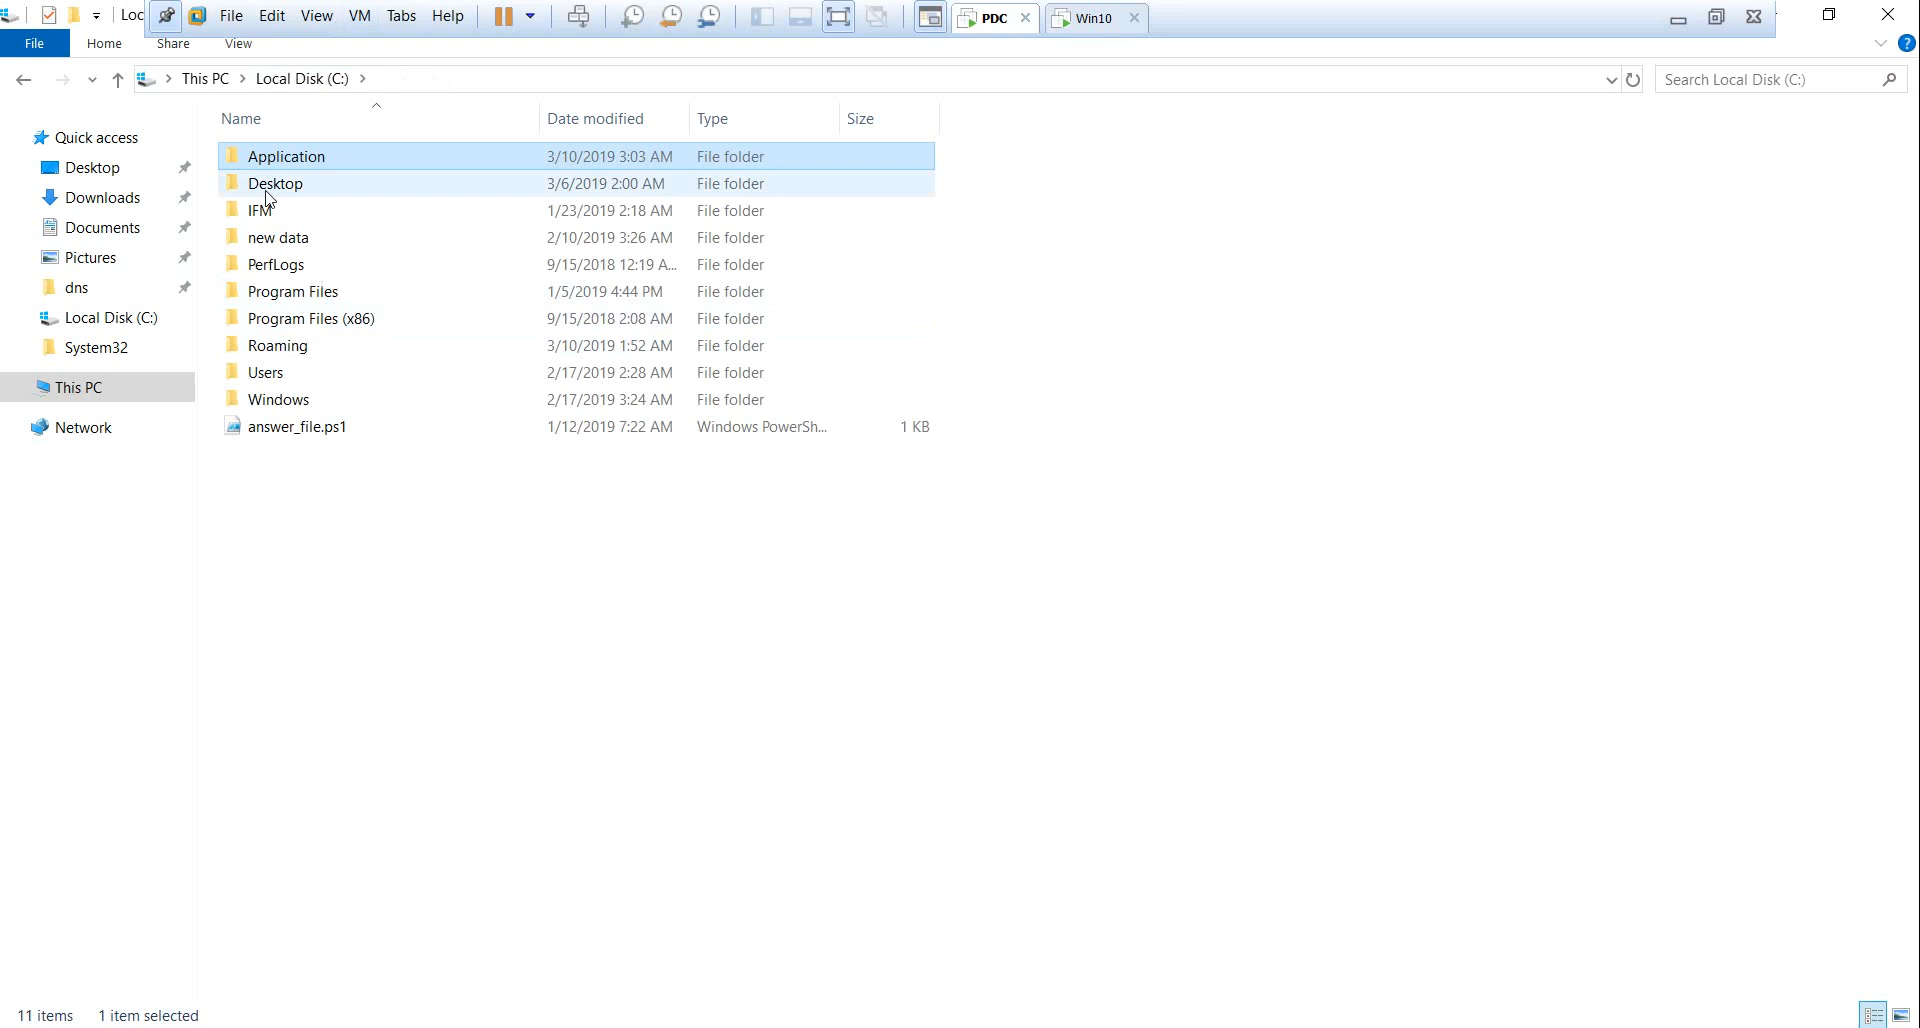 Loc File Edit View VM Tabs Help PDC Win10
File Home Share View ?
This PC Local Disk (C:) Search Local Disk (C:)
Name Date modified Type Size
Quick access
Desktop
Downloads
Documents
Pictures
dns
Local Disk (C:)
System32
This PC
Network
Application 3/10/2019 3:03 AM File folder
Desktop 3/6/2019 2:00 AM File folder
IFM 1/23/2019 2:18 AM File folder
new data 2/10/2019 3:26 AM File folder
PerfLogs 9/15/2018 12:19 A... File folder
Program Files 1/5/2019 4:44 PM File folder
Program Files (x86) 9/15/2018 2:08 AM File folder
Roaming 3/10/2019 1:52 AM File folder
Users 2/17/2019 2:28 AM File folder
Windows 2/17/2019 3:24 AM File folder
answer_file.ps1 1/12/2019 7:22 AM Windows PowerSh... 1 KB
11 items 1 item selected